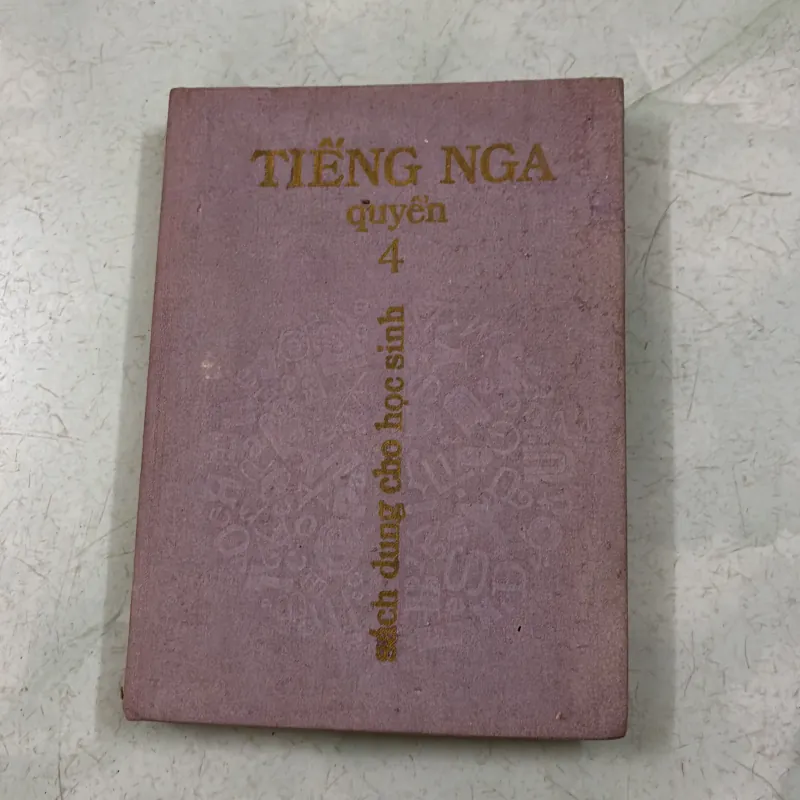 TIẾNG NGA
quyển
4
sách dùng cho học sinh